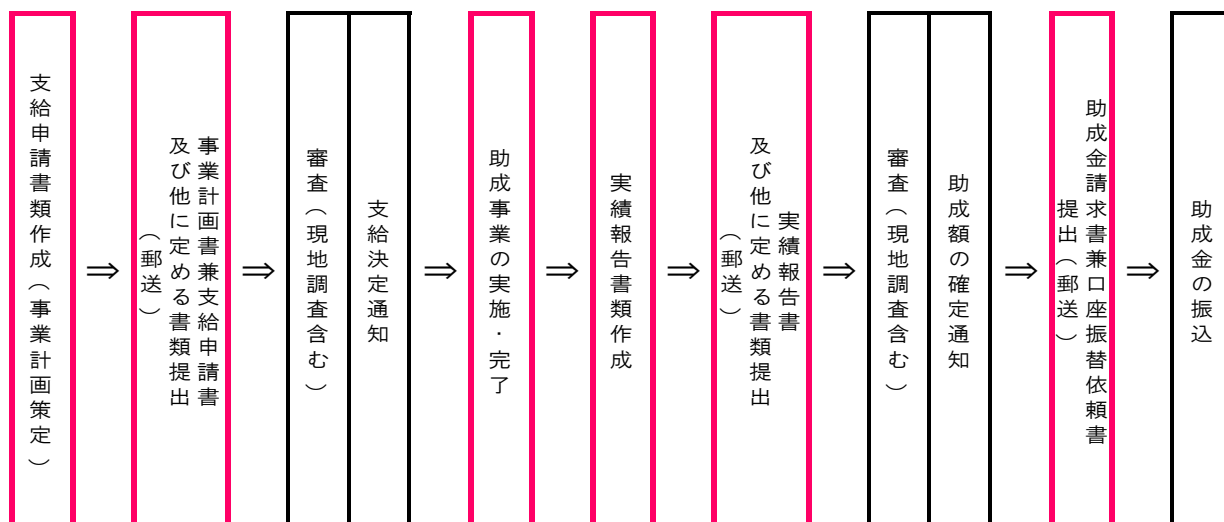 支給申請書類作成（事業計画策定）
⇒
事業計画書兼支給申請書
及び他に定める書類提出
（郵送）
⇒
審査（現地調査含む）
支給決定通知
⇒
助成事業の実施・完了
⇒
実績報告書類作成
⇒
実績報告書
及び他に定める書類提出
（郵送）
⇒
審査（現地調査含む）
助成額の確定通知
⇒
助成金請求書兼口座振替依頼書
提出（郵送）
⇒
助成金の振込